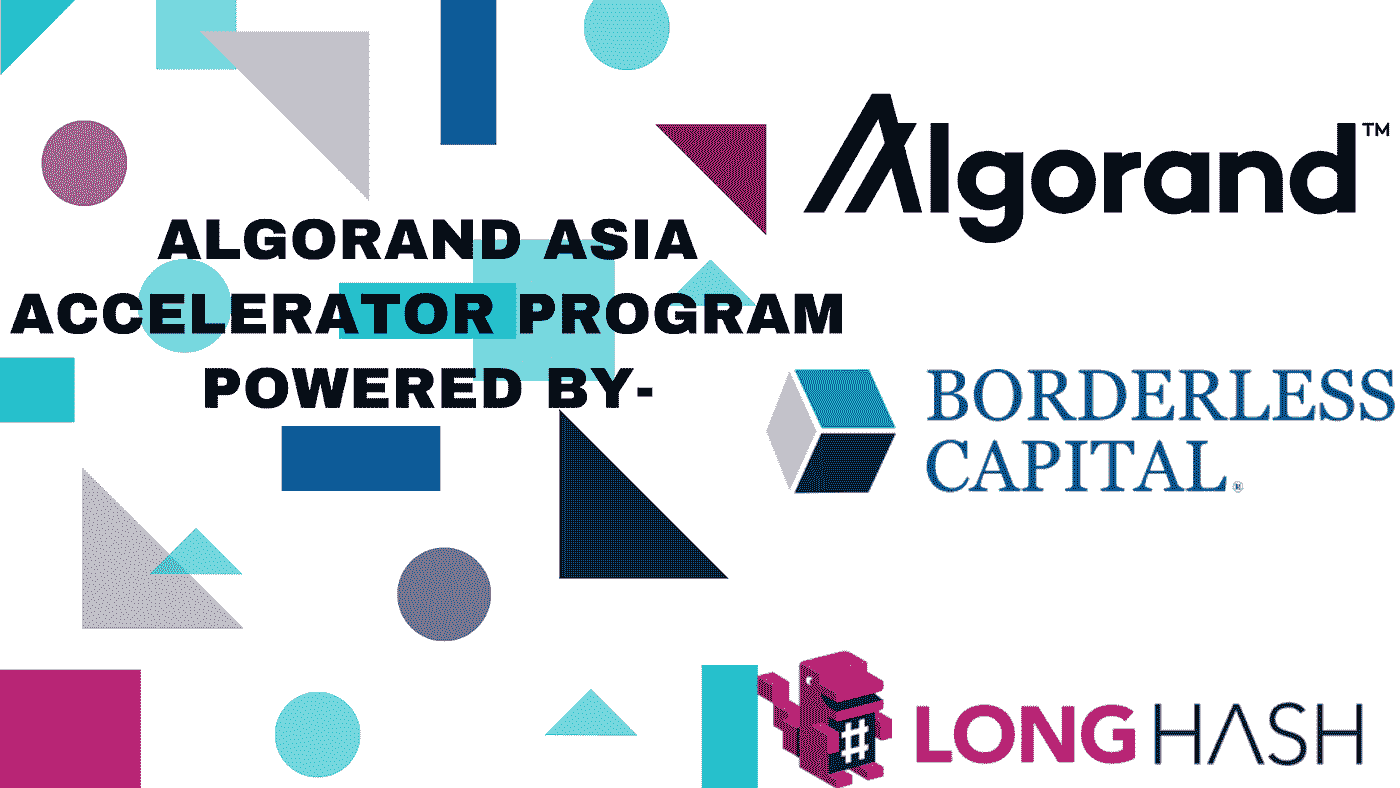 ALGORAND ASIA
ACCELERATOR PROGRAM
POWERED BY-
Algorand™
BORDERLESS
CAPITAL®
#
LONGHASH